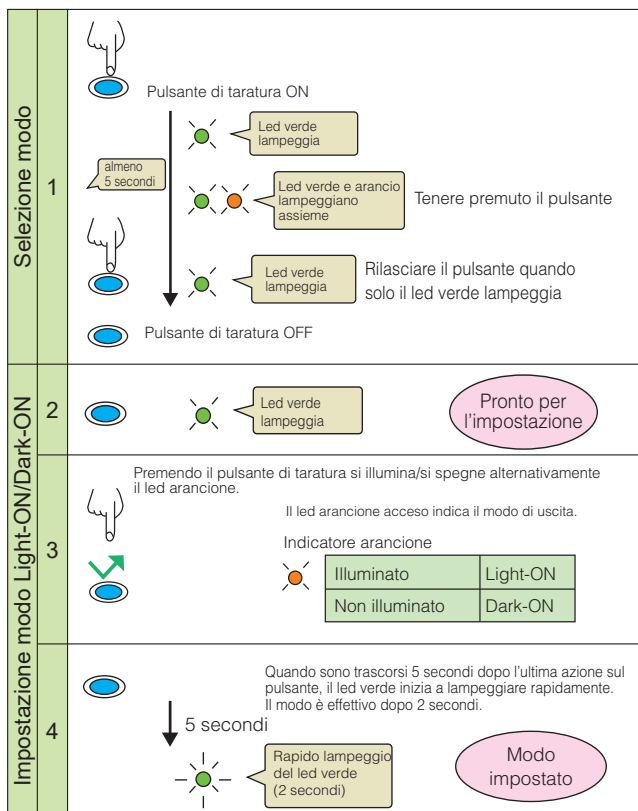 Selezione modo
1
Pulsante di taratura ON
Led verde
lampeggia
almeno
5 secondi
Led verde e arancio
lampeggiano
assieme
Tenere premuto il pulsante
Led verde
lampeggia
Rilasciare il pulsante quando
solo il led verde lampeggia
Pulsante di taratura OFF
Impostazione modo Light-ON/Dark-ON
2
Led verde
lampeggia
Pronto per
l'impostazione
3
Premendo il pulsante di taratura si illumina/si spegne alternativamente
il led arancione.
Il led arancione acceso indica il modo di uscita.
Indicatore arancione
Illuminato Light-ON
Non illuminato Dark-ON
4
Quando sono trascorsi 5 secondi dopo l'ultima azione sul
pulsante, il led verde inizia a lampeggiare rapidamente.
Il modo è effettivo dopo 2 secondi.
5 secondi
Rapido lampeggio
del led verde
(2 secondi)
Modo
impostato